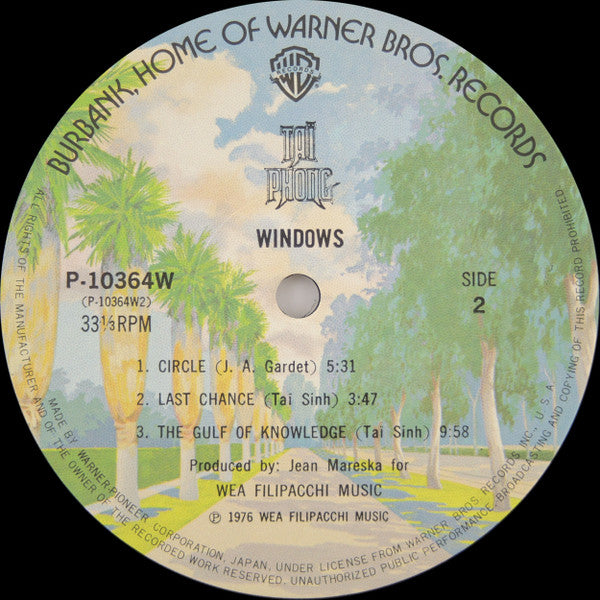 BURBANK, HOME OF WARNER BROS. RECORDS
RECORDS
TAÏ
PHONG
WINDOWS
P-10364W
(P-10364W2)
33⅓RPM
SIDE
2
1. CIRCLE (J. A. Gardet) 5:31
2. LAST CHANCE (Taï Sinh) 3:47
3. THE GULF OF KNOWLEDGE (Taï Sinh) 9:58
Produced by: Jean Mareska for
WEA FILIPACCHI MUSIC
℗ 1976 WEA FILIPACCHI MUSIC
MADE BY WARNER-PIONEER CORPORATION, JAPAN, UNDER LICENSE FROM WARNER BROS RECORDS INC., U.S.A.
ALL RIGHTS OF THE MANUFACTURER AND OF THE OWNER OF THE RECORDED WORK RESERVED. UNAUTHORIZED PUBLIC PERFORMANCE, BROADCASTING AND COPYING OF THIS RECORD PROHIBITED